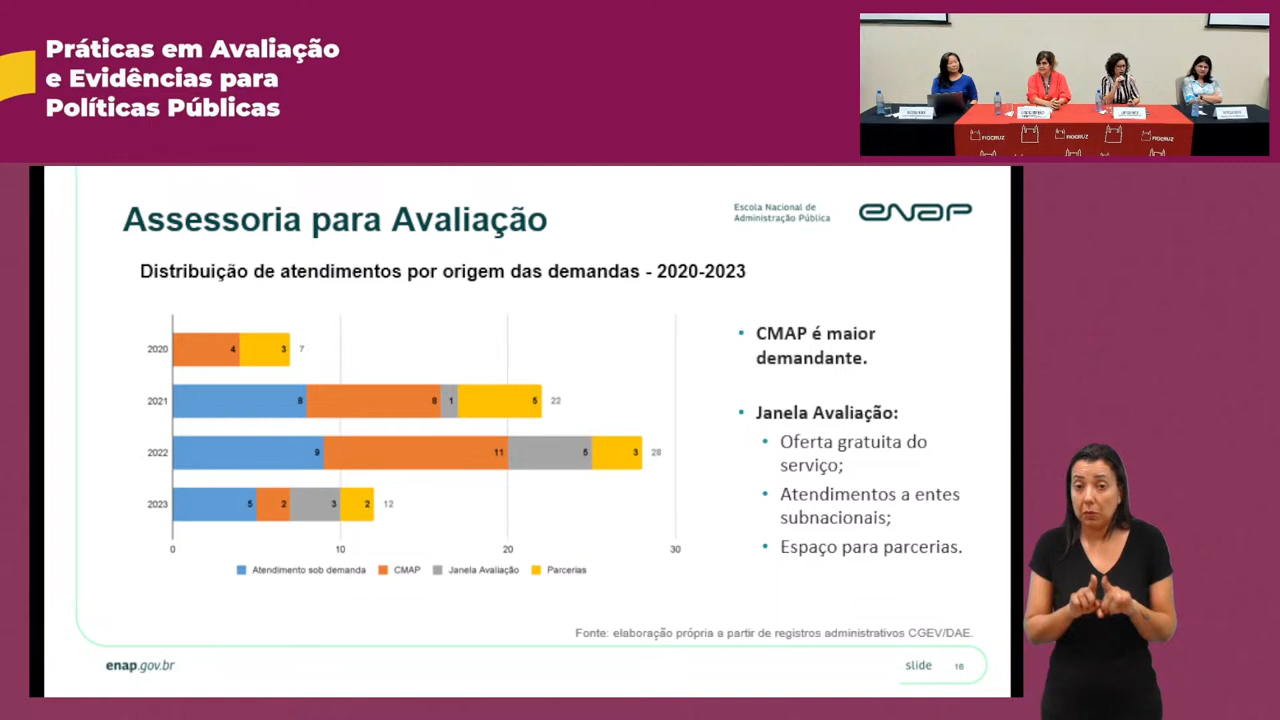 Práticas em Avaliação
e Evidências para
Políticas Públicas
FIOCRUZ
FIOCRUZ
FIOCRUZ
Assessoria para Avaliação
Escola Nacional de
Administração Pública
enap
Distribuição de atendimentos por origem das demandas - 2020-2023
2020 4 3 7
2021 8 8 1 5 22
2022 9 11 5 3 28
2023 5 2 3 2 12
0 10 20 30
Atendimento sob demanda CMAP Janela Avaliação Parcerias
• CMAP é maior
demandante.
• Janela Avaliação:
• Oferta gratuita do
serviço;
• Atendimentos a entes
subnacionais;
• Espaço para parcerias.
Fonte: elaboração própria a partir de registros administrativos CGEV/DAE.
enap.gov.br
slide 16